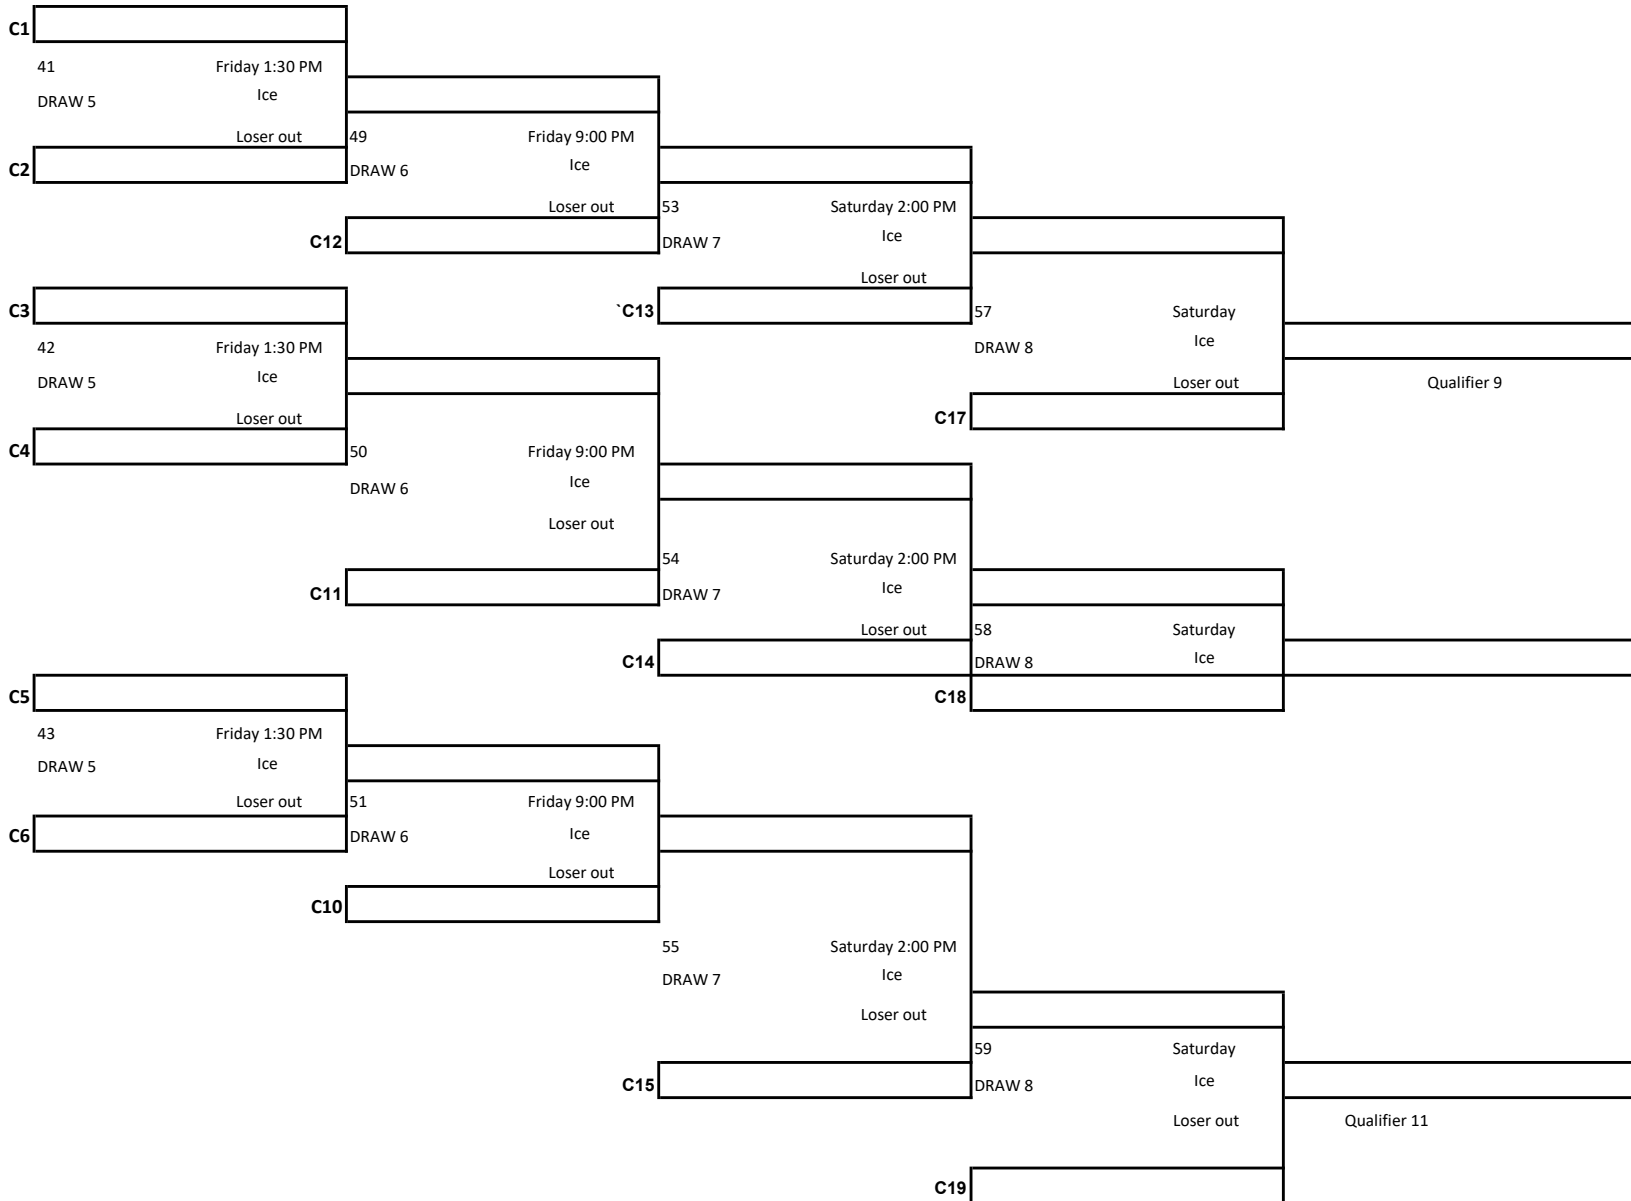 C1
41 Friday 1:30 PM
DRAW 5 Ice
Loser out
49 Friday 9:00 PM
C2
DRAW 6 Ice
Loser out
53 Saturday 2:00 PM
C12
DRAW 7 Ice
Loser out
C3
`C13
57 Saturday
42 Friday 1:30 PM
DRAW 8 Ice
DRAW 5 Ice
Loser out
Qualifier 9
Loser out
C17
C4
50 Friday 9:00 PM
DRAW 6 Ice
Loser out
54 Saturday 2:00 PM
C11
DRAW 7 Ice
Loser out
58 Saturday
C14
DRAW 8 Ice
C5
C18
43 Friday 1:30 PM
DRAW 5 Ice
Loser out
51 Friday 9:00 PM
C6
DRAW 6 Ice
Loser out
C10
55 Saturday 2:00 PM
DRAW 7 Ice
Loser out
59 Saturday
C15
DRAW 8 Ice
Loser out
Qualifier 11
C19